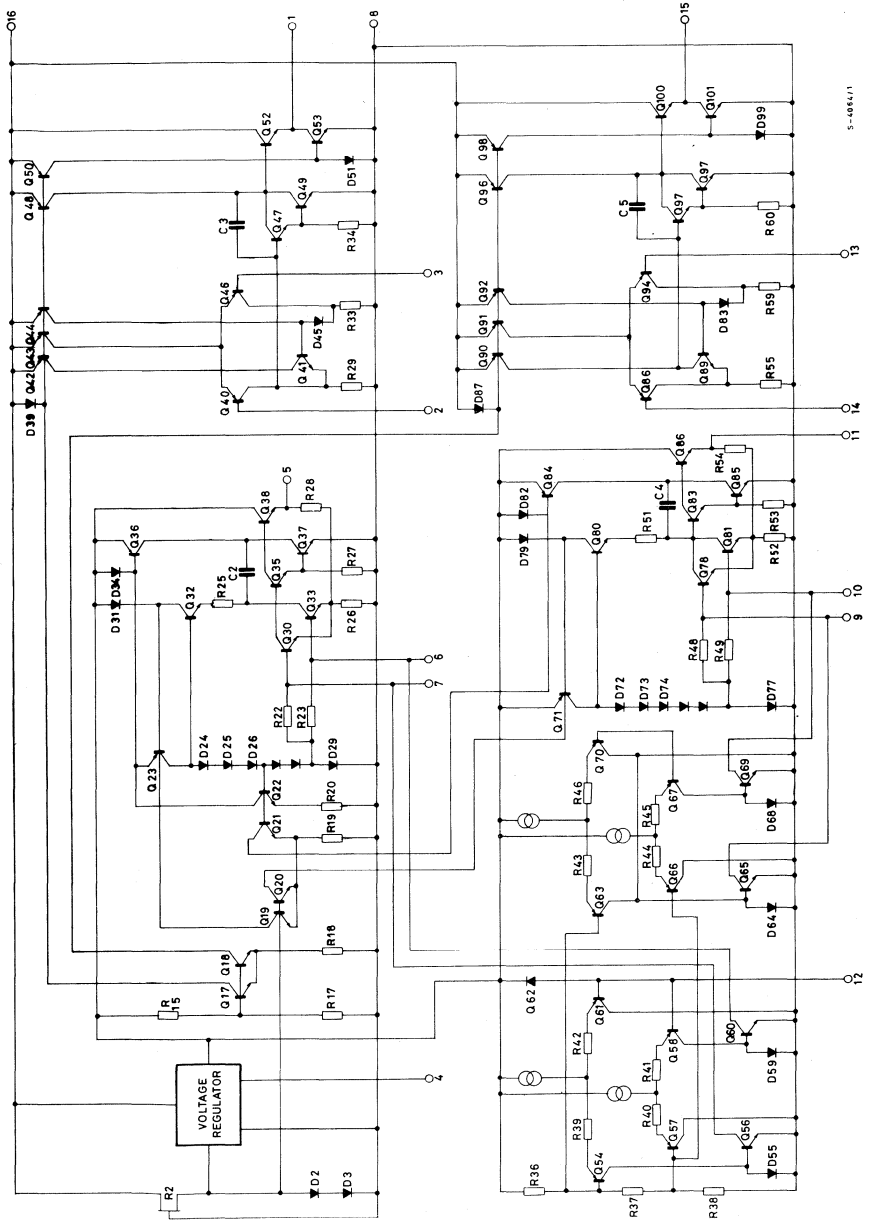 16
1
8
Q50
Q48
Q44
Q43
Q42
D39
Q52
Q53
D51
C3
Q47
Q49
R34
Q46
3
R33
D45
Q41
R29
Q40
2
5
Q38
R28
Q36
Q37
Q35
R27
C2
D34
D31
Q32
R25
Q33
R26
Q30
6
7
R22
R23
Q23
D24
D25
D26
D29
Q22
Q21
R20
R19
Q20
Q19
Q18
R18
Q17
R
15
R17
VOLTAGE
REGULATOR
4
R2
D2
D3
15
Q100
Q101
Q98
D99
Q96
Q97
C5
Q97
R60
13
Q94
R59
Q92
D83
Q91
Q90
Q89
R55
D87
Q86
14
11
Q86
R54
Q84
Q85
D82
C4
Q83
R53
D79
Q80
R51
Q81
R52
Q78
10
9
R48
R49
Q71
D72
D73
D74
D77
Q70
R46
Q69
Q67
R45
D68
R43
R44
Q63
Q66
Q65
D64
12
Q62
Q61
R42
Q60
Q58
R41
D59
R39
R40
Q54
Q57
Q56
D55
R36
R37
R38
S-4064/1